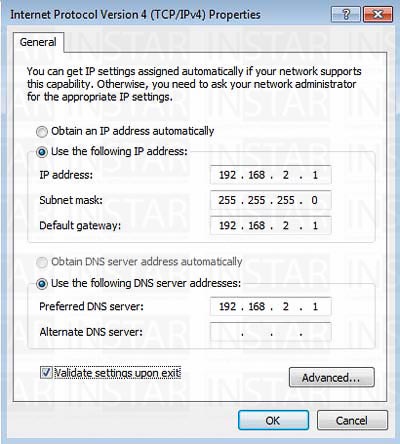 Internet Protocol Version 4 (TCP/IPv4) Properties
General
You can get IP settings assigned automatically if your network supports
this capability. Otherwise, you need to ask your network administrator
for the appropriate IP settings.
Obtain an IP address automatically
Use the following IP address:
IP address: 192 . 168 . 2 . 1
Subnet mask: 255 . 255 . 255 . 0
Default gateway: 192 . 168 . 2 . 1
Obtain DNS server address automatically
Use the following DNS server addresses:
Preferred DNS server: 192 . 168 . 2 . 1
Alternate DNS server: . . .
Validate settings upon exit
Advanced...
OK Cancel
INSTAR